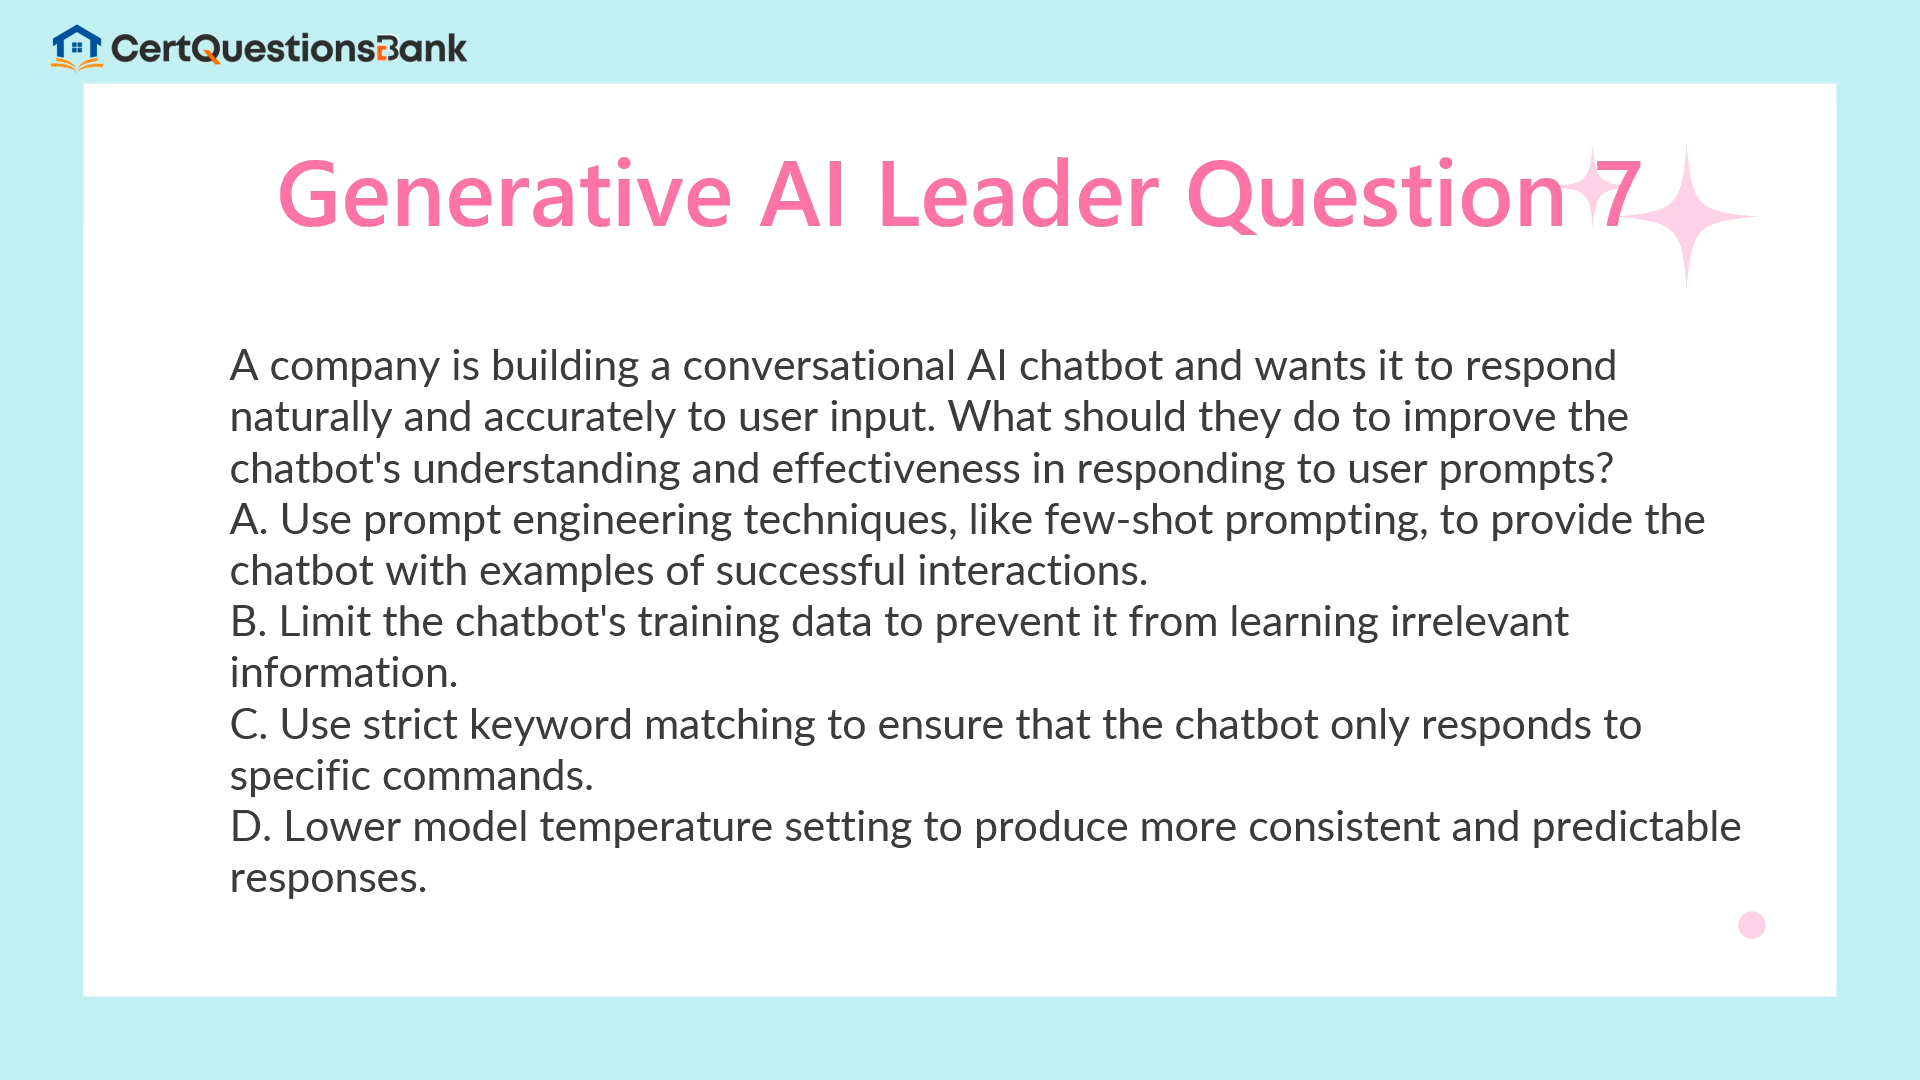 CertQuestionsBank
Generative AI Leader Question 7
A company is building a conversational AI chatbot and wants it to respond
naturally and accurately to user input. What should they do to improve the
chatbot's understanding and effectiveness in responding to user prompts?
A. Use prompt engineering techniques, like few-shot prompting, to provide the
chatbot with examples of successful interactions.
B. Limit the chatbot's training data to prevent it from learning irrelevant
information.
C. Use strict keyword matching to ensure that the chatbot only responds to
specific commands.
D. Lower model temperature setting to produce more consistent and predictable
responses.